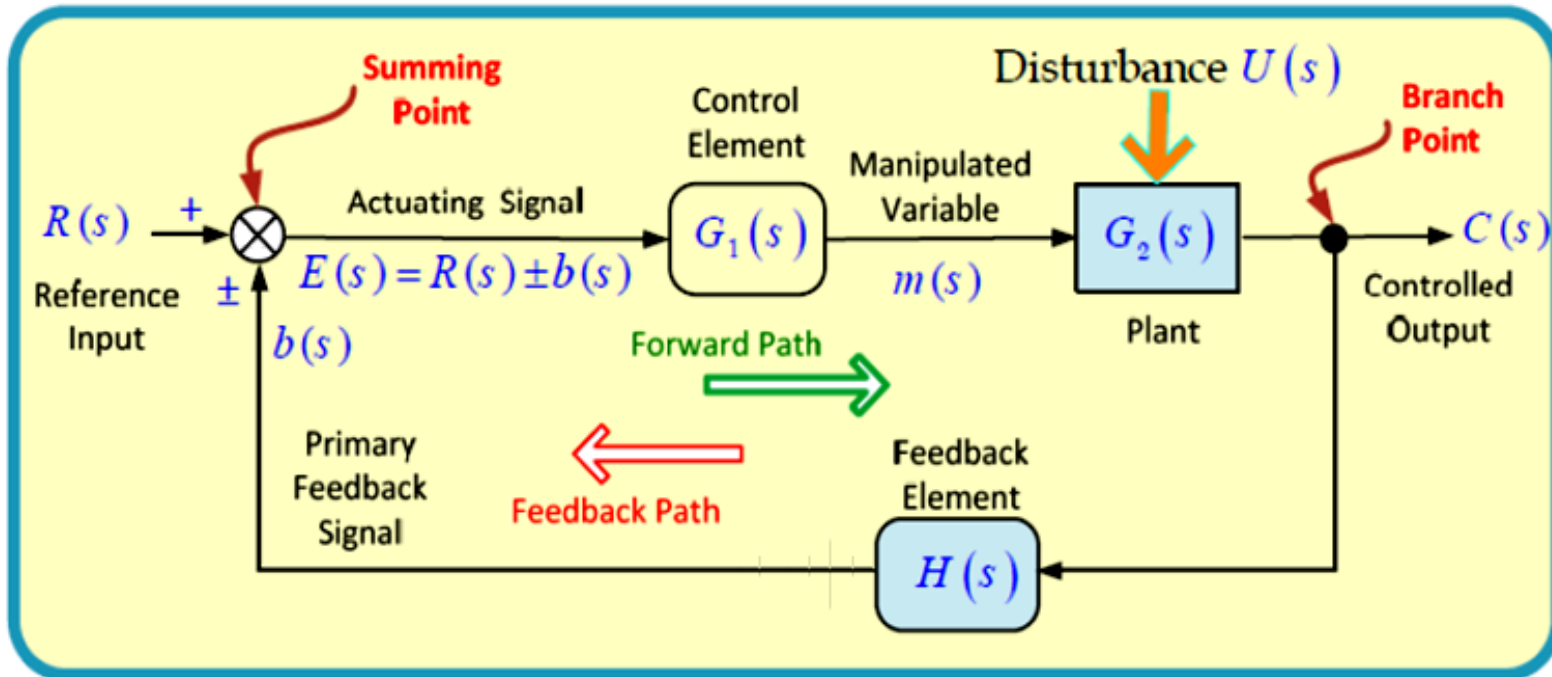 Summing
Point
Disturbance U(s)
Control
Element
Branch
Point
Manipulated
Variable
Actuating Signal
R(s)
+
G₁(s)
G₂(s)
C(s)
E(s) = R(s) ± b(s)
m(s)
Reference
Input
±
b(s)
Controlled
Output
Plant
Forward Path
Primary
Feedback
Signal
Feedback Path
Feedback
Element
H(s)